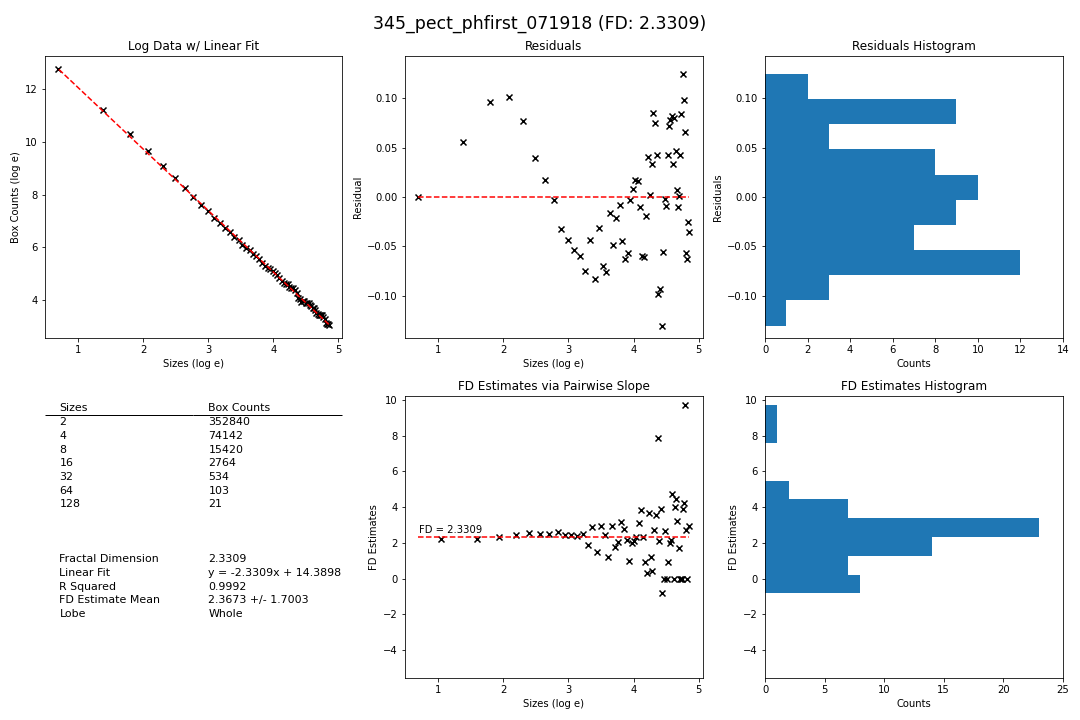 345_pect_phfirst_071918 (FD: 2.3309)
Log Data w/ Linear Fit
12
10
8
6
4
Box Counts (log e)
1 2 3 4 5
Sizes (log e)
Residuals
0.10
0.05
0.00
−0.05
−0.10
Residual
1 2 3 4 5
Sizes (log e)
Residuals Histogram
0.10
0.05
0.00
−0.05
−0.10
Residuals
0 2 4 6 8 10 12 14
Counts
Sizes Box Counts
2 352840
4 74142
8 15420
16 2764
32 534
64 103
128 21
Fractal Dimension 2.3309
Linear Fit y = -2.3309x + 14.3898
R Squared 0.9992
FD Estimate Mean 2.3673 +/- 1.7003
Lobe Whole
FD Estimates via Pairwise Slope
10
8
6
4
2
0
−2
−4
FD Estimates
FD = 2.3309
1 2 3 4 5
Sizes (log e)
FD Estimates Histogram
10
8
6
4
2
0
−2
−4
FD Estimates
0 5 10 15 20 25
Counts